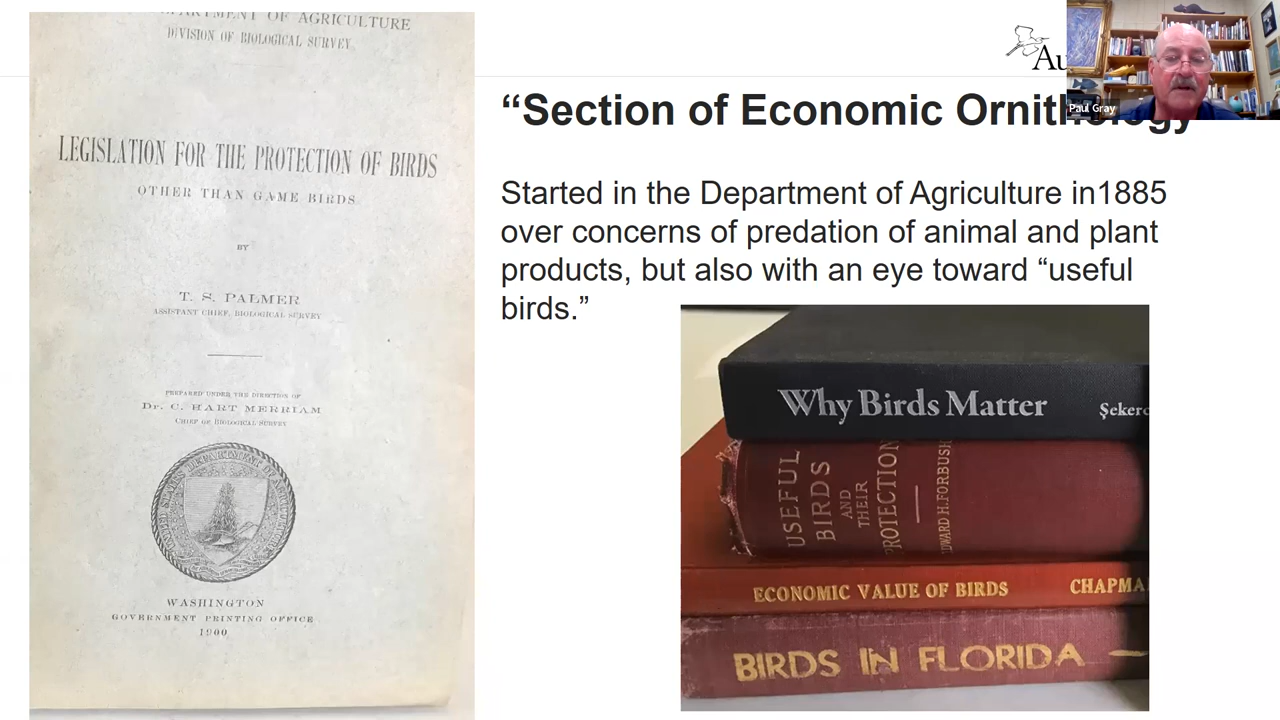 DEPARTMENT OF AGRICULTURE
DIVISION OF BIOLOGICAL SURVEY
LEGISLATION FOR THE PROTECTION OF BIRDS
OTHER THAN GAME BIRDS
BY
T. S. PALMER
ASSISTANT CHIEF, BIOLOGICAL SURVEY
PREPARED UNDER THE DIRECTION OF
Dr. C. HART MERRIAM
CHIEF OF BIOLOGICAL SURVEY
WASHINGTON
GOVERNMENT PRINTING OFFICE
1900
Au
Paul Gray
“Section of Economic Ornithology
Started in the Department of Agriculture in1885
over concerns of predation of animal and plant
products, but also with an eye toward “useful
birds.”
Why Birds Matter Şekerc
USEFUL
BIRDS
AND
THEIR
PROTECTION
EDWARD H. FORBUSH
ECONOMIC VALUE OF BIRDS CHAPMA
BIRDS IN FLORIDA —